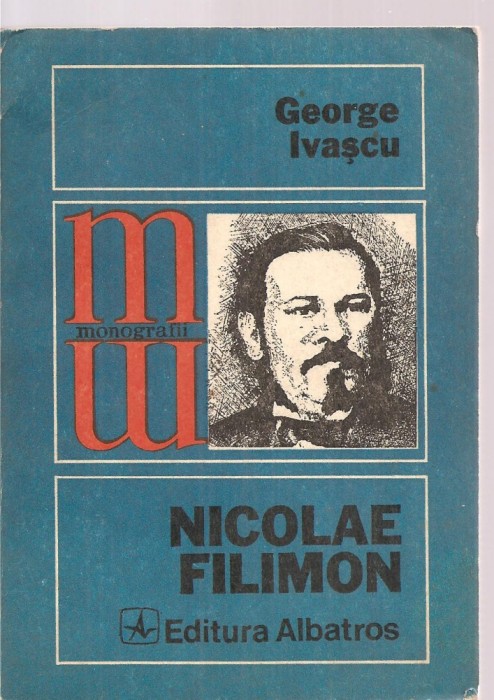 George
Ivașcu
monografii
NICOLAE
FILIMON
Editura Albatros